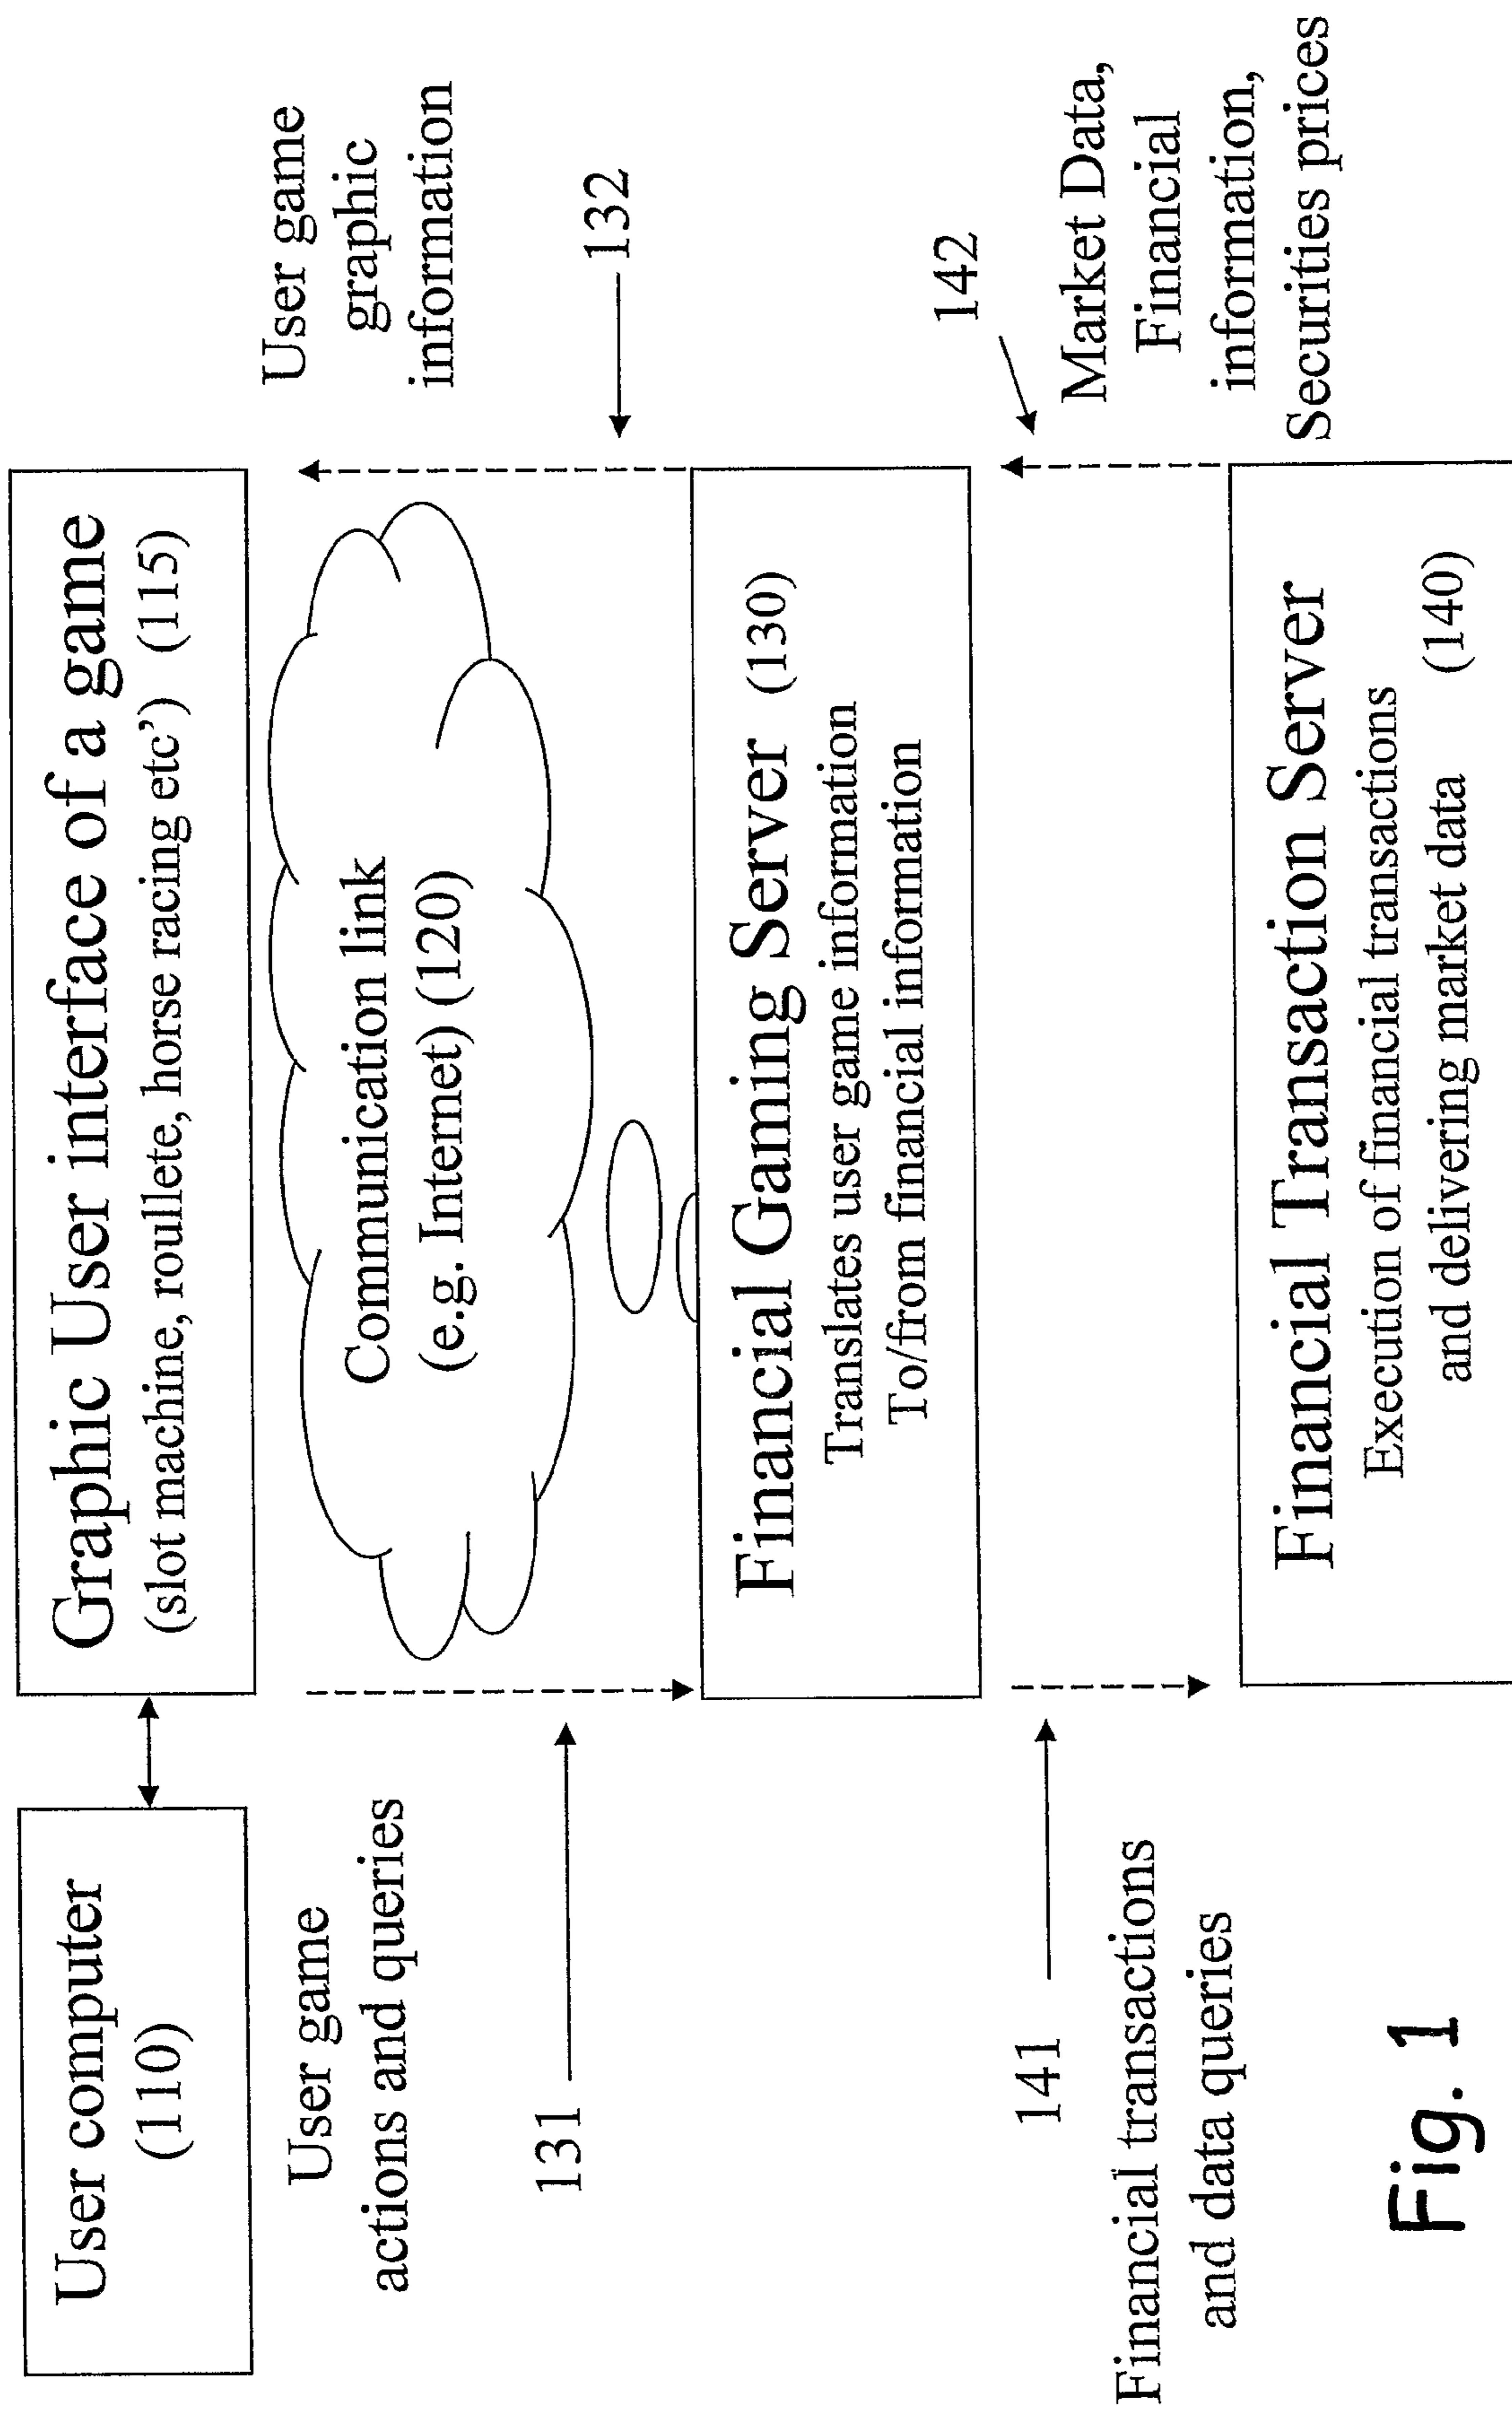 User computer
(110)
Graphic User interface of a game
(slot machine, roullete, horse racing etc’) (115)
User game
actions and queries
131
Communication link
(e.g. Internet) (120)
User game
graphic
information
132
Financial Gaming Server (130)
Translates user game information
To/from financial information
141
Financial transactions
and data queries
142
Market Data,
Financial
information,
Securities prices
Financial Transaction Server
Execution of financial transactions
and delivering market data (140)
Fig. 1